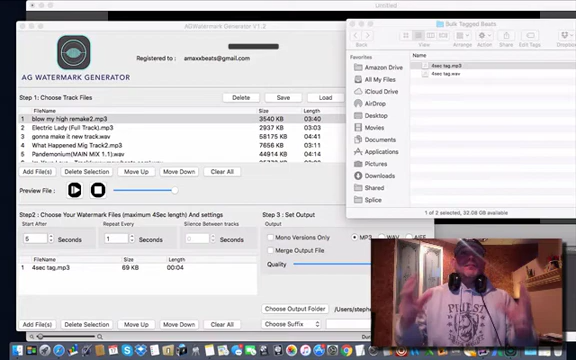 Untitled
AGWatermark Generator V1.2
Registered to: amaxxbeats@gmail.com
AG WATERMARK GENERATOR
Step 1: Choose Track Files
Delete Save Load
FileName Size Length
1 blow my high remake2.mp3 3540 KB 03:40
2 Electric Lady (Full Track).mp3 2937 KB 03:03
3 gonna make it new track.wav 58175 KB 04:41
4 What Happened Mig Track2.mp3 7656 KB 03:11
5 Pandemonium(MAIN MIX 1.1).wav 44914 KB 04:14
Add File(s) Delete Selection Move Up Move Down Clear All
Preview File :
Step2 : Choose Your Watermark Files (maximum 4Sec length) And settings
Start After Repeat Every Silence Between tracks
5 Seconds 1 Seconds 0 Seconds
FileName Size Length
1 4sec tag.mp3 69 KB 00:04
Add File(s) Delete Selection Move Up Move Down Clear All
Step 3 : Set Output
Output
Mono Versions Only MP3 WAV AIFF
Merge Output File
Quality
Choose Output Folder
Choose Suffix
Bulk Tagged Beats
Back View Arrange Action Share Edit Tags
Favorites
Amazon Drive
All My Files
iCloud Drive
AirDrop
Desktop
Movies
Documents
Applications
Pictures
Downloads
Shared
Splice
Name
4sec tag.mp3
4sec tag.wav
1 of 2 selected, 32.08 GB available